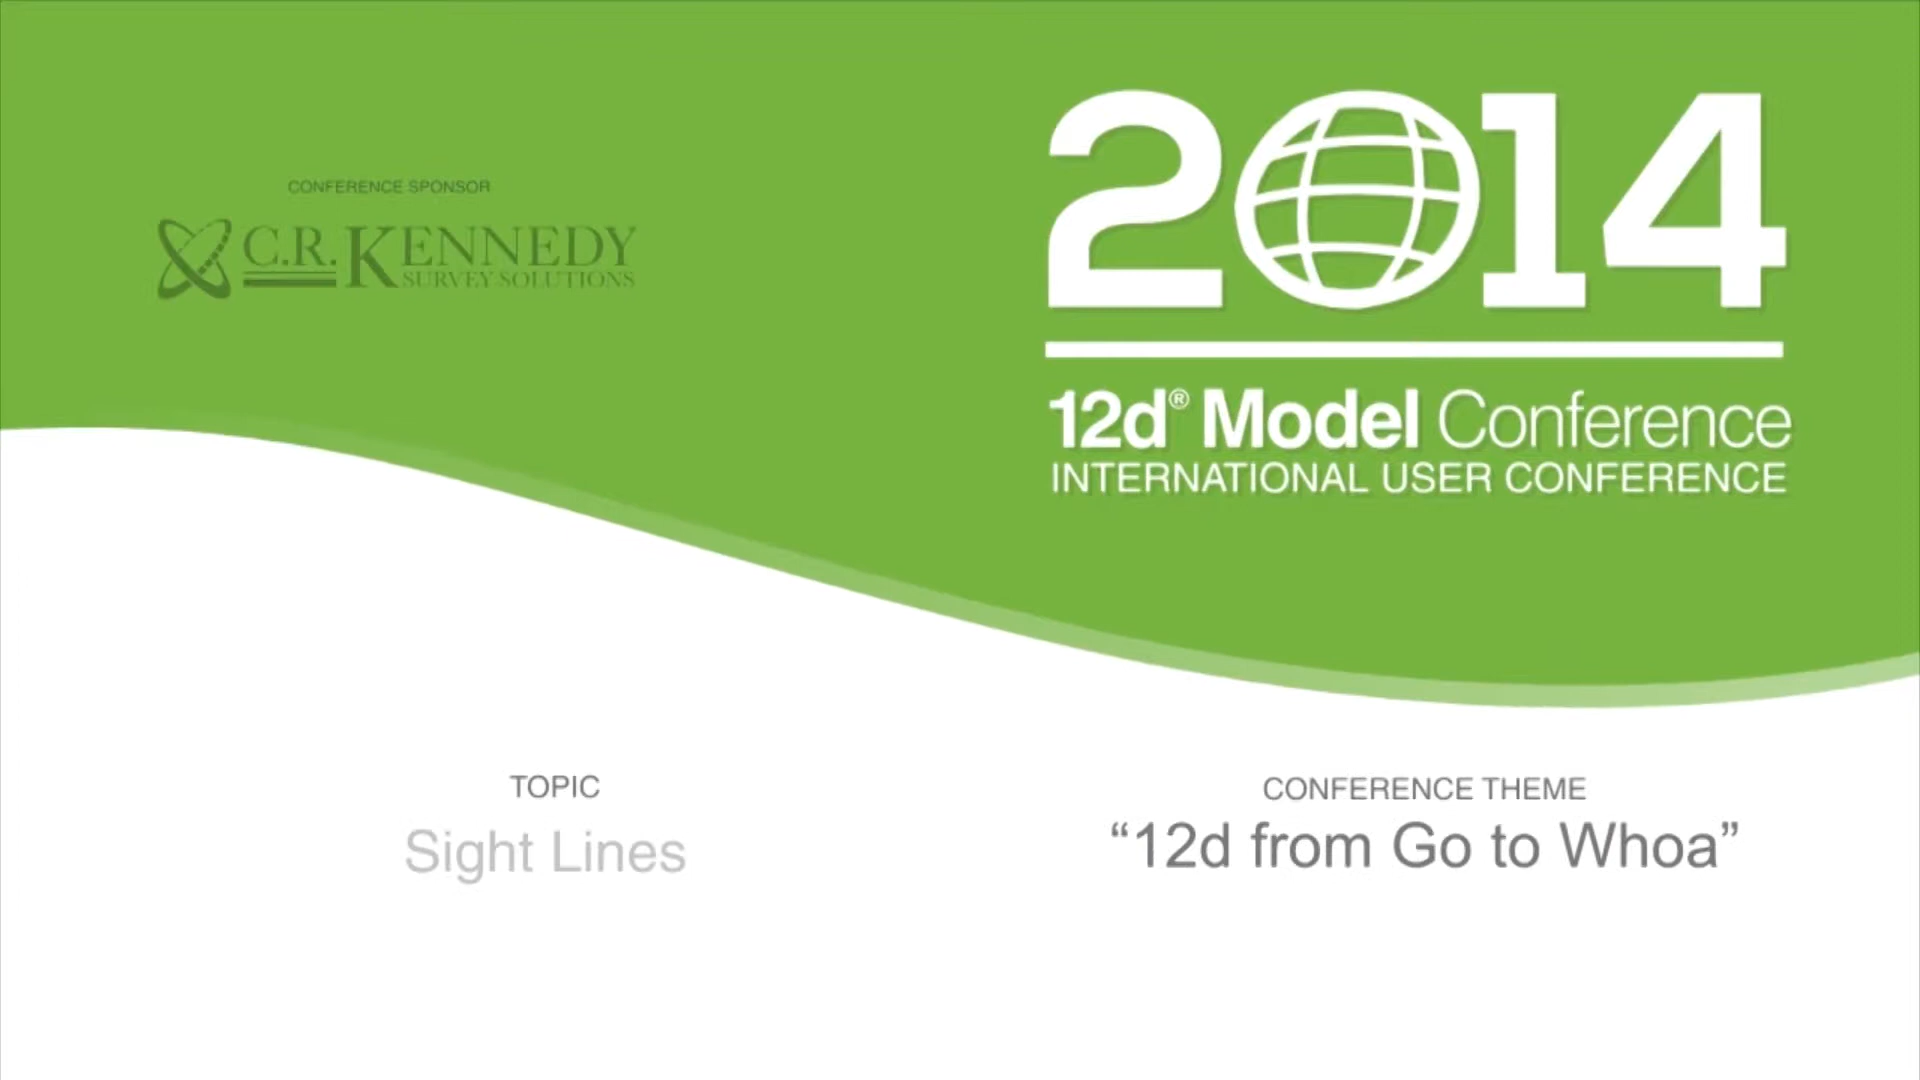 CONFERENCE SPONSOR
C.R. KENNEDY
SURVEY SOLUTIONS
2014
12d® Model Conference
INTERNATIONAL USER CONFERENCE
TOPIC
Sight Lines
CONFERENCE THEME
“12d from Go to Whoa”